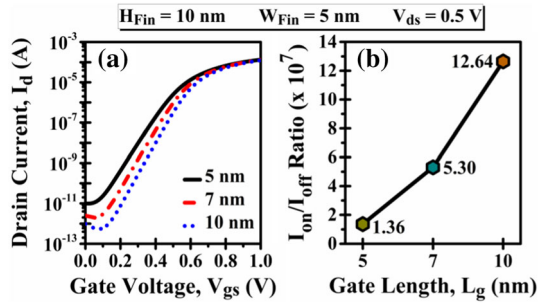 H_Fin = 10 nm W_Fin = 5 nm V_ds = 0.5 V
(a)
Drain Current, I_d (A)
10^-3
10^-5
10^-7
10^-9
10^-11
10^-13
5 nm
7 nm
10 nm
0.0 0.2 0.4 0.6 0.8 1.0
Gate Voltage, V_gs (V)
(b)
I_on/I_off Ratio (x 10^7)
14
12
10
8
6
4
2
0
12.64
5.30
1.36
5 7 10
Gate Length, L_g (nm)